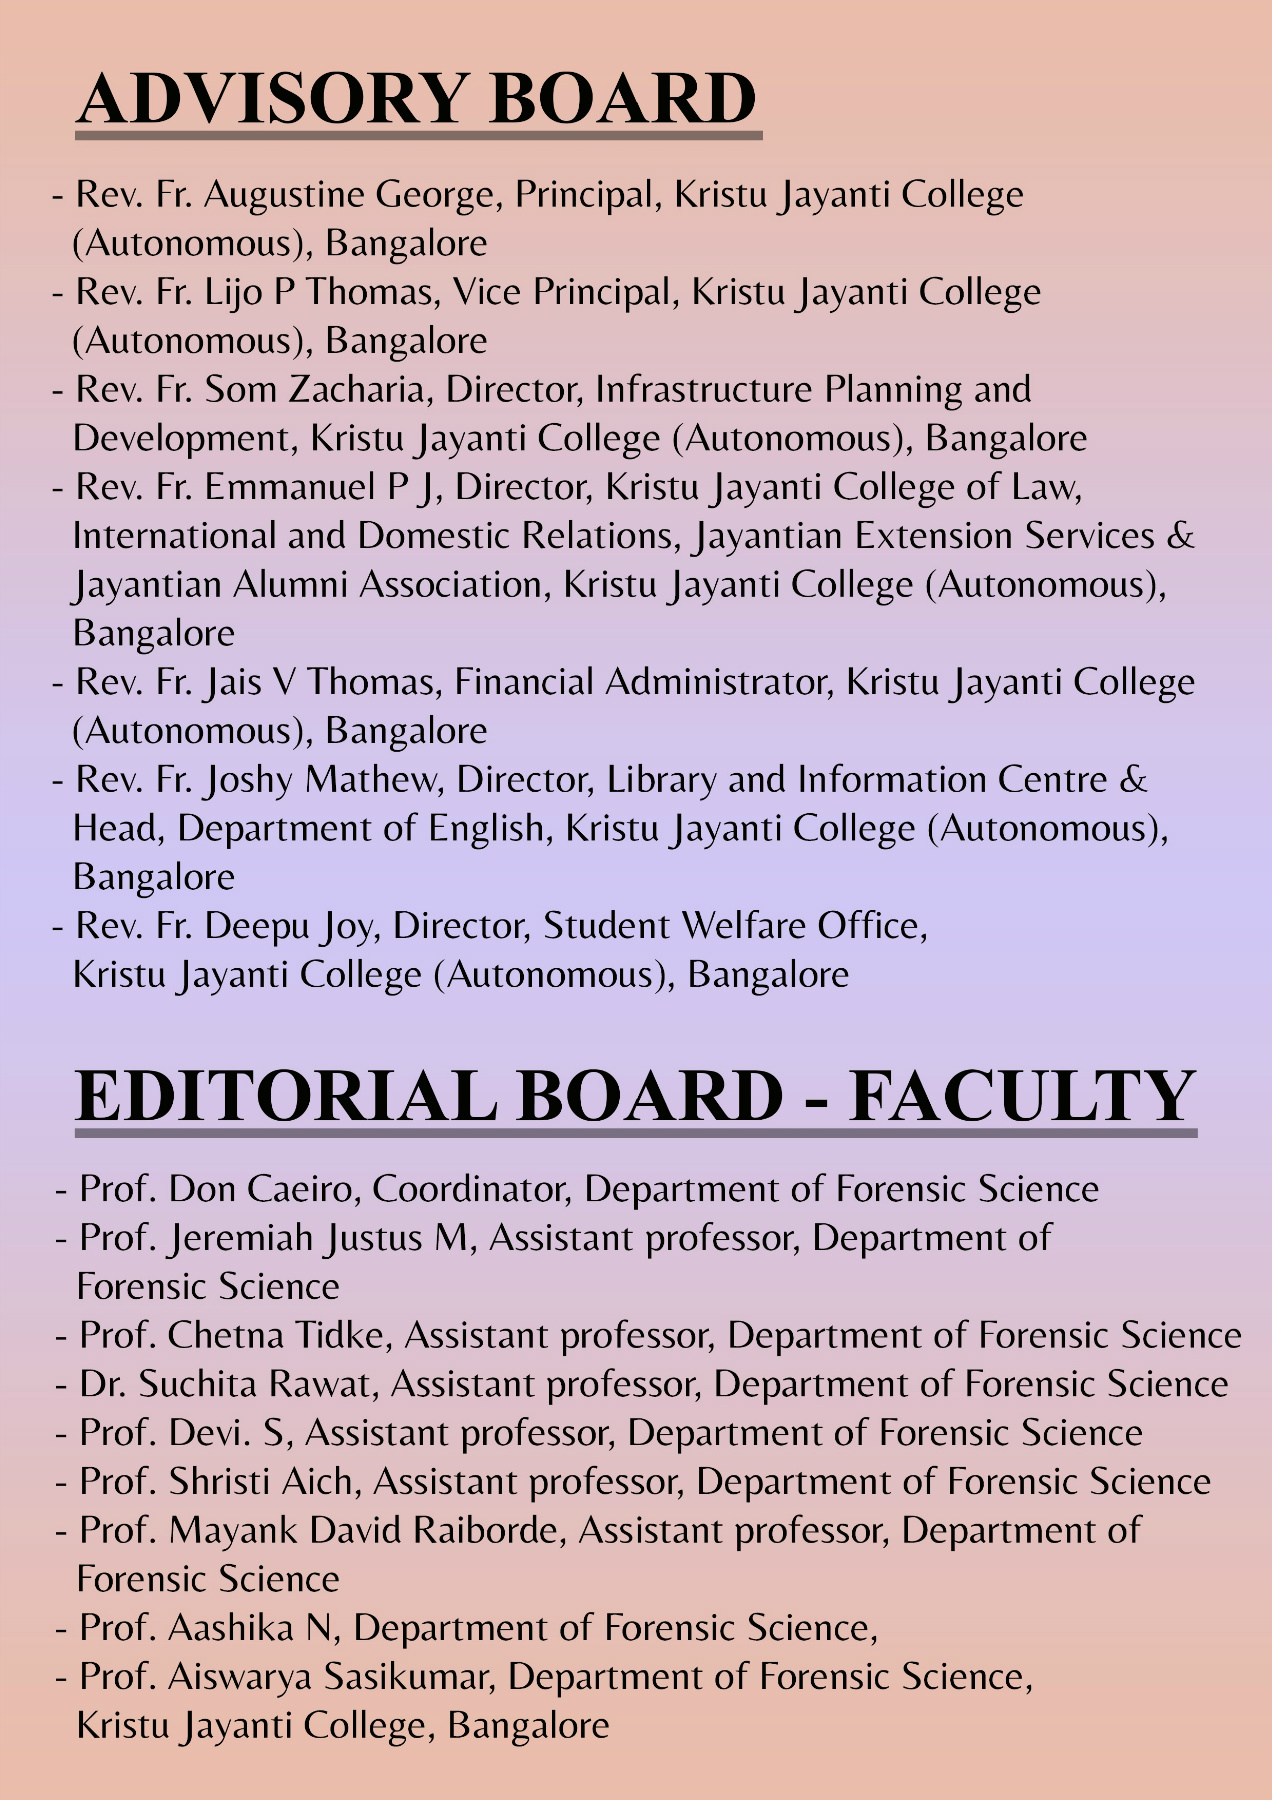 ADVISORY BOARD
- Rev. Fr. Augustine George, Principal, Kristu Jayanti College
(Autonomous), Bangalore
- Rev. Fr. Lijo P Thomas, Vice Principal, Kristu Jayanti College
(Autonomous), Bangalore
- Rev. Fr. Som Zacharia, Director, Infrastructure Planning and
Development, Kristu Jayanti College (Autonomous), Bangalore
- Rev. Fr. Emmanuel P J, Director, Kristu Jayanti College of Law,
International and Domestic Relations, Jayantian Extension Services &
Jayantian Alumni Association, Kristu Jayanti College (Autonomous),
Bangalore
- Rev. Fr. Jais V Thomas, Financial Administrator, Kristu Jayanti College
(Autonomous), Bangalore
- Rev. Fr. Joshy Mathew, Director, Library and Information Centre &
Head, Department of English, Kristu Jayanti College (Autonomous),
Bangalore
- Rev. Fr. Deepu Joy, Director, Student Welfare Office,
Kristu Jayanti College (Autonomous), Bangalore
EDITORIAL BOARD - FACULTY
- Prof. Don Caeiro, Coordinator, Department of Forensic Science
- Prof. Jeremiah Justus M, Assistant professor, Department of
Forensic Science
- Prof. Chetna Tidke, Assistant professor, Department of Forensic Science
- Dr. Suchita Rawat, Assistant professor, Department of Forensic Science
- Prof. Devi. S, Assistant professor, Department of Forensic Science
- Prof. Shristi Aich, Assistant professor, Department of Forensic Science
- Prof. Mayank David Raiborde, Assistant professor, Department of
Forensic Science
- Prof. Aashika N, Department of Forensic Science,
- Prof. Aiswarya Sasikumar, Department of Forensic Science,
Kristu Jayanti College, Bangalore